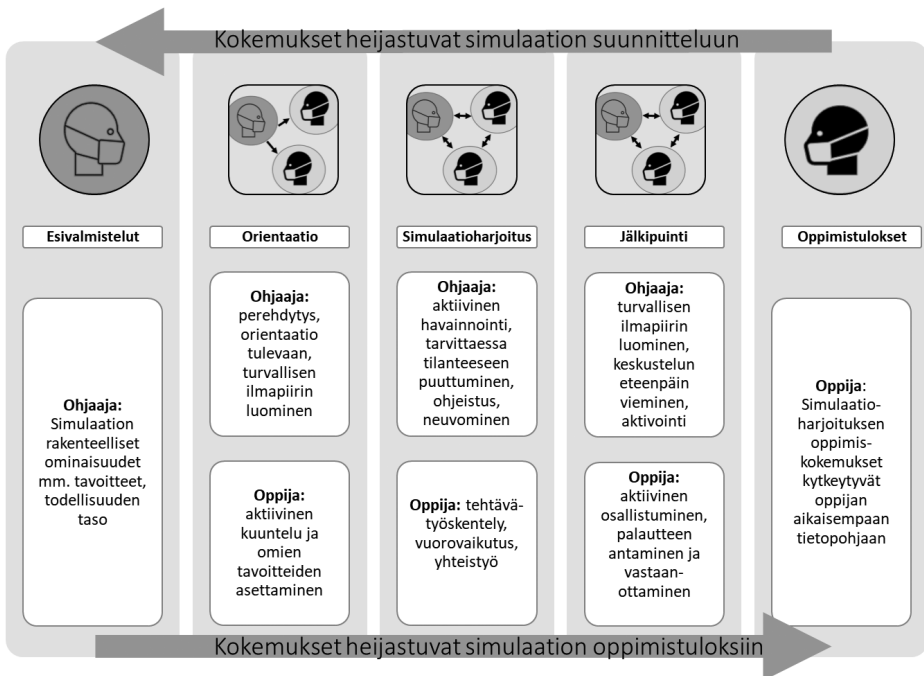 Kokemukset heijastuvat simulaation suunnitteluun
Esivalmistelut
Orientaatio
Simulaatioharjoitus
Jälkipuinti
Oppimistulokset
Ohjaaja:
Simulaation
rakenteelliset
ominaisuudet
mm. tavoitteet,
todellisuuden
taso
Ohjaaja:
perehdytys,
orientaatio
tulevaan,
turvallisen
ilmapiirin
luominen
Oppija:
aktiivinen
kuuntelu ja
omien
tavoitteiden
asettaminen
Ohjaaja:
aktiivinen
havainnointi,
tarvittaessa
tilanteeseen
puuttuminen,
ohjeistus,
neuvominen
Oppija: tehtävä-
työskentely,
vuorovaikutus,
yhteistyö
Ohjaaja:
turvallisen
ilmapiirin
luominen,
keskustelun
eteenpäin
vieminen,
aktivointi
Oppija:
aktiivinen
osallistuminen,
palautteen
antaminen ja
vastaan-
ottaminen
Oppija:
Simulaatio-
harjoituksen
oppimis-
kokemukset
kytkeytyvät
oppijan
aikaisempaan
tietopohjaan
Kokemukset heijastuvat simulaation oppimistuloksiin